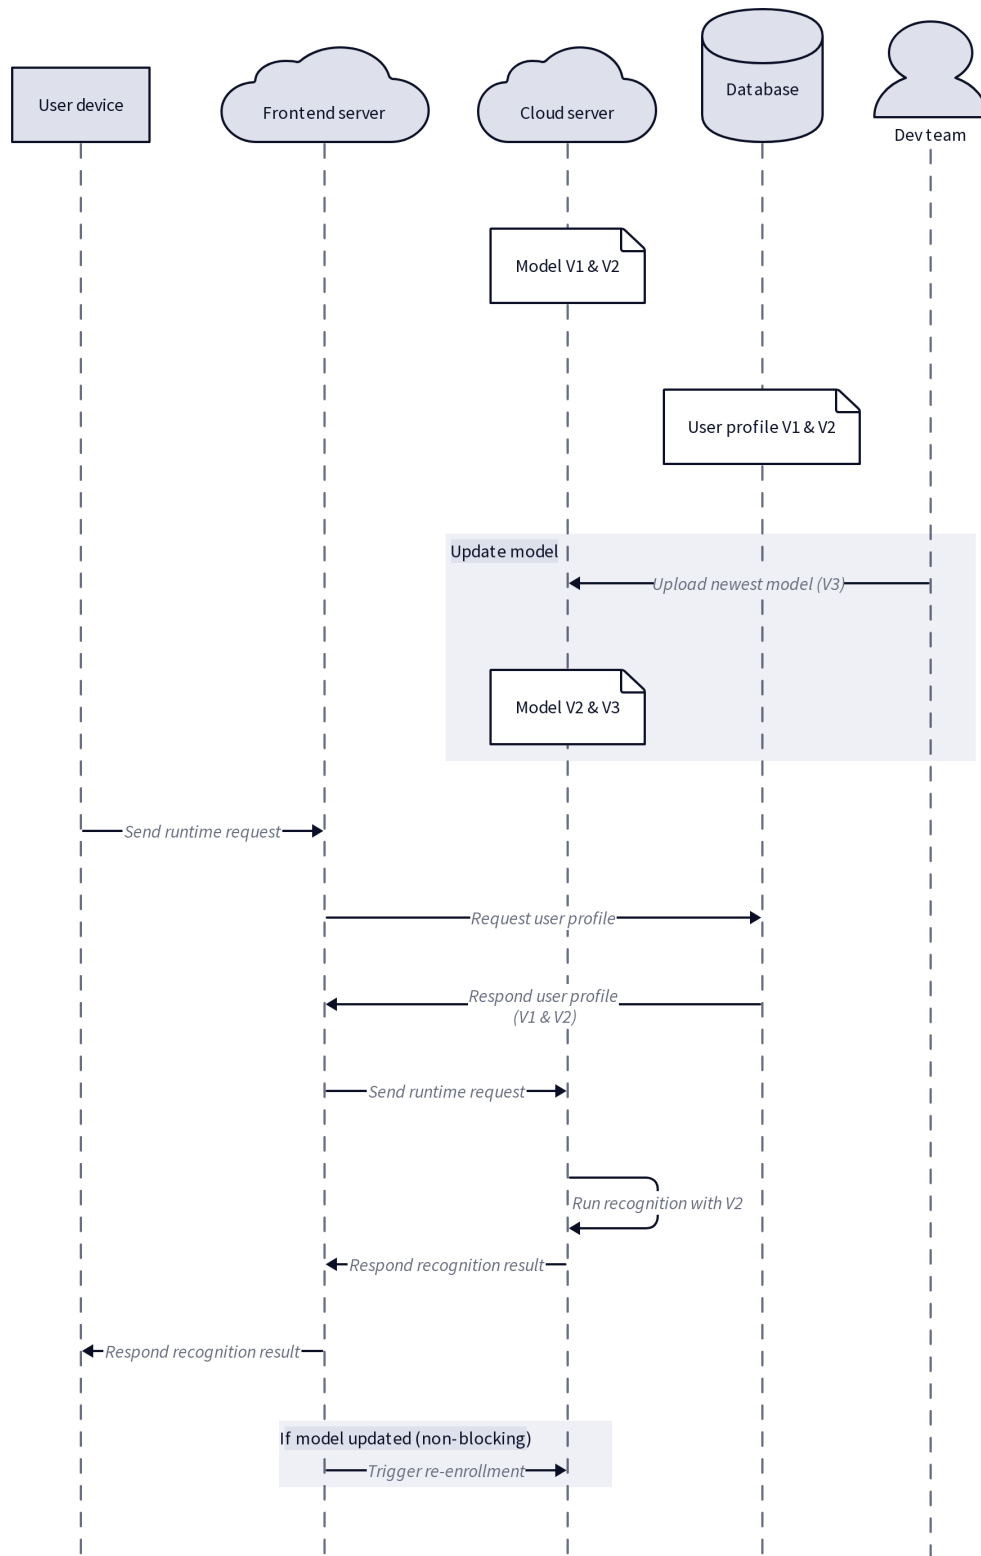 User device
Frontend server
Cloud server
Database
Dev team
Model V1 & V2
User profile V1 & V2
Update model
Upload newest model (V3)
Model V2 & V3
Send runtime request
Request user profile
Respond user profile
(V1 & V2)
Send runtime request
Run recognition with V2
Respond recognition result
Respond recognition result
If model updated (non-blocking)
Trigger re-enrollment